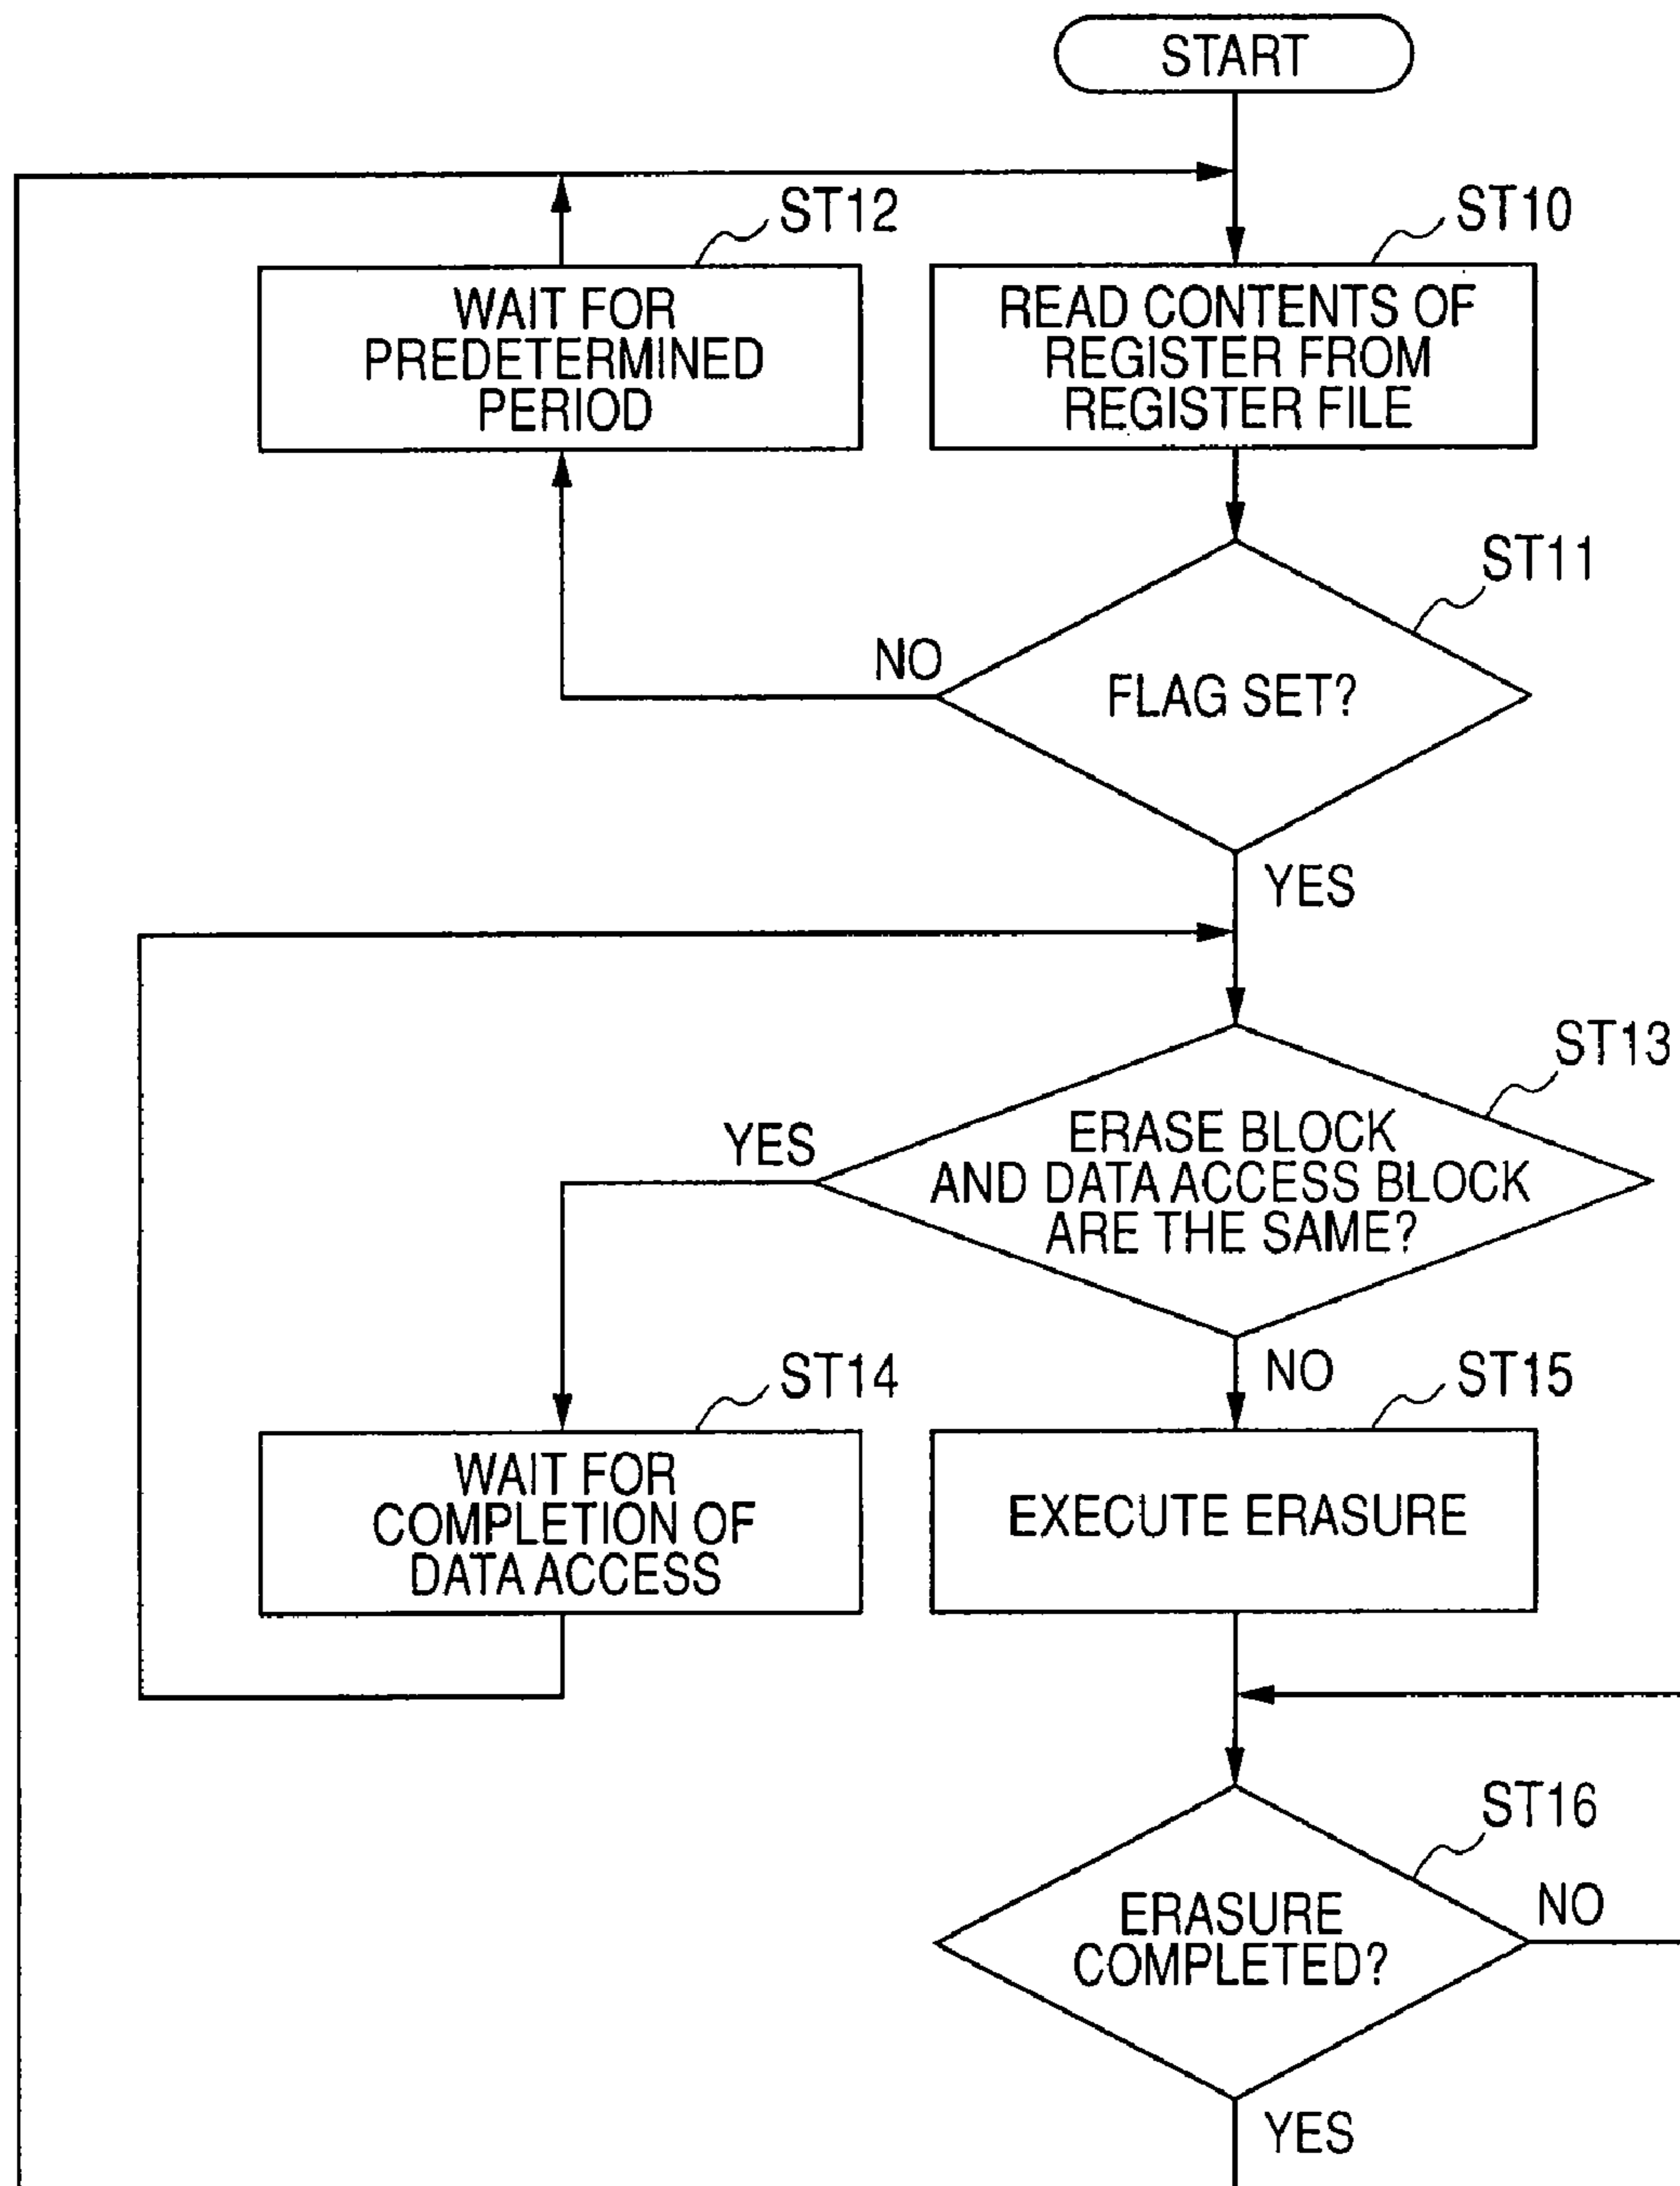 START
ST12
ST10
WAIT FOR
PREDETERMINED
PERIOD
READ CONTENTS OF
REGISTER FROM
REGISTER FILE
ST11
NO
FLAG SET?
YES
ST13
YES
ERASE BLOCK
AND DATA ACCESS BLOCK
ARE THE SAME?
NO
ST14
ST15
WAIT FOR
COMPLETION OF
DATA ACCESS
EXECUTE ERASURE
ST16
NO
ERASURE
COMPLETED?
YES